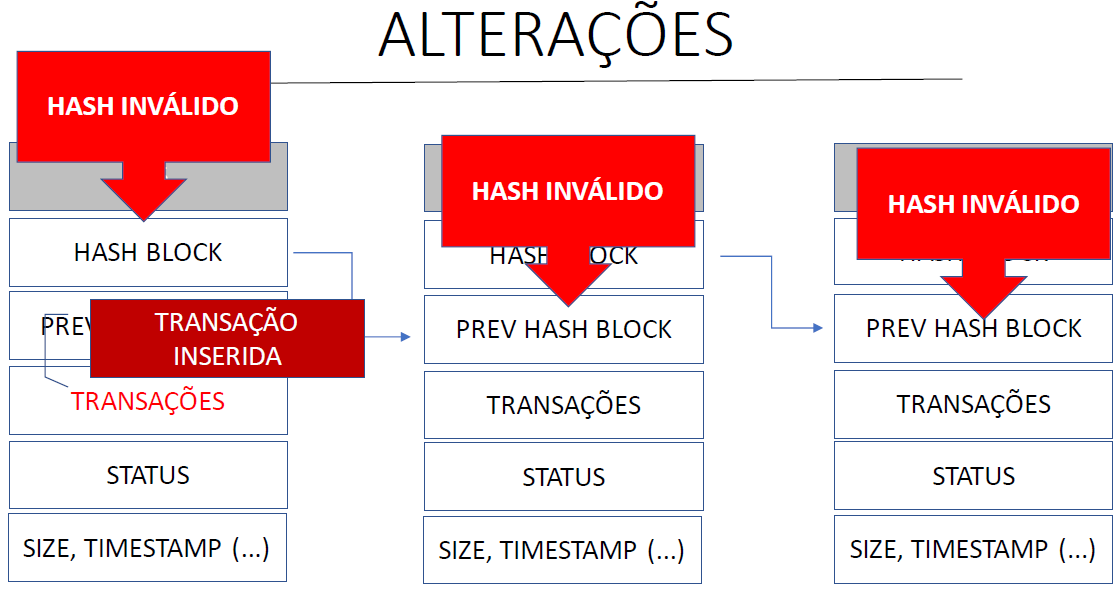 ALTERAÇÕES
HASH INVÁLIDO
HASH INVÁLIDO
HASH INVÁLIDO
HASH BLOCK
TRANSAÇÃO
INSERIDA
TRANSAÇÕES
STATUS
SIZE, TIMESTAMP (...)
PREV HASH BLOCK
TRANSAÇÕES
STATUS
SIZE, TIMESTAMP (...)
PREV HASH BLOCK
TRANSAÇÕES
STATUS
SIZE, TIMESTAMP (...)